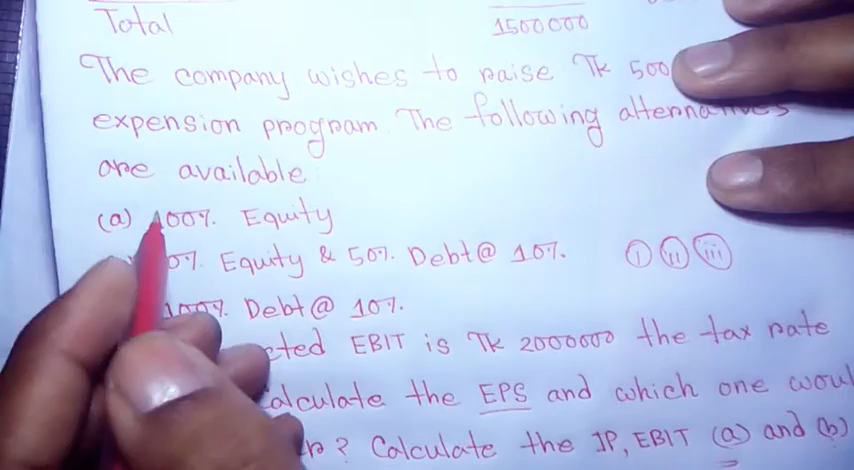 Total 1500000
The company wishes to raise Tk 500
expension program. The following alternatives
are available
(a) 100% Equity
0% Equity & 50% Debt@ 10%. (i) (ii) (iii)
100% Debt@ 10%.
cted EBIT is Tk 2000000 the tax rate
alculate the EPS and which one woul
? Calculate the IP, EBIT (a) and (b)